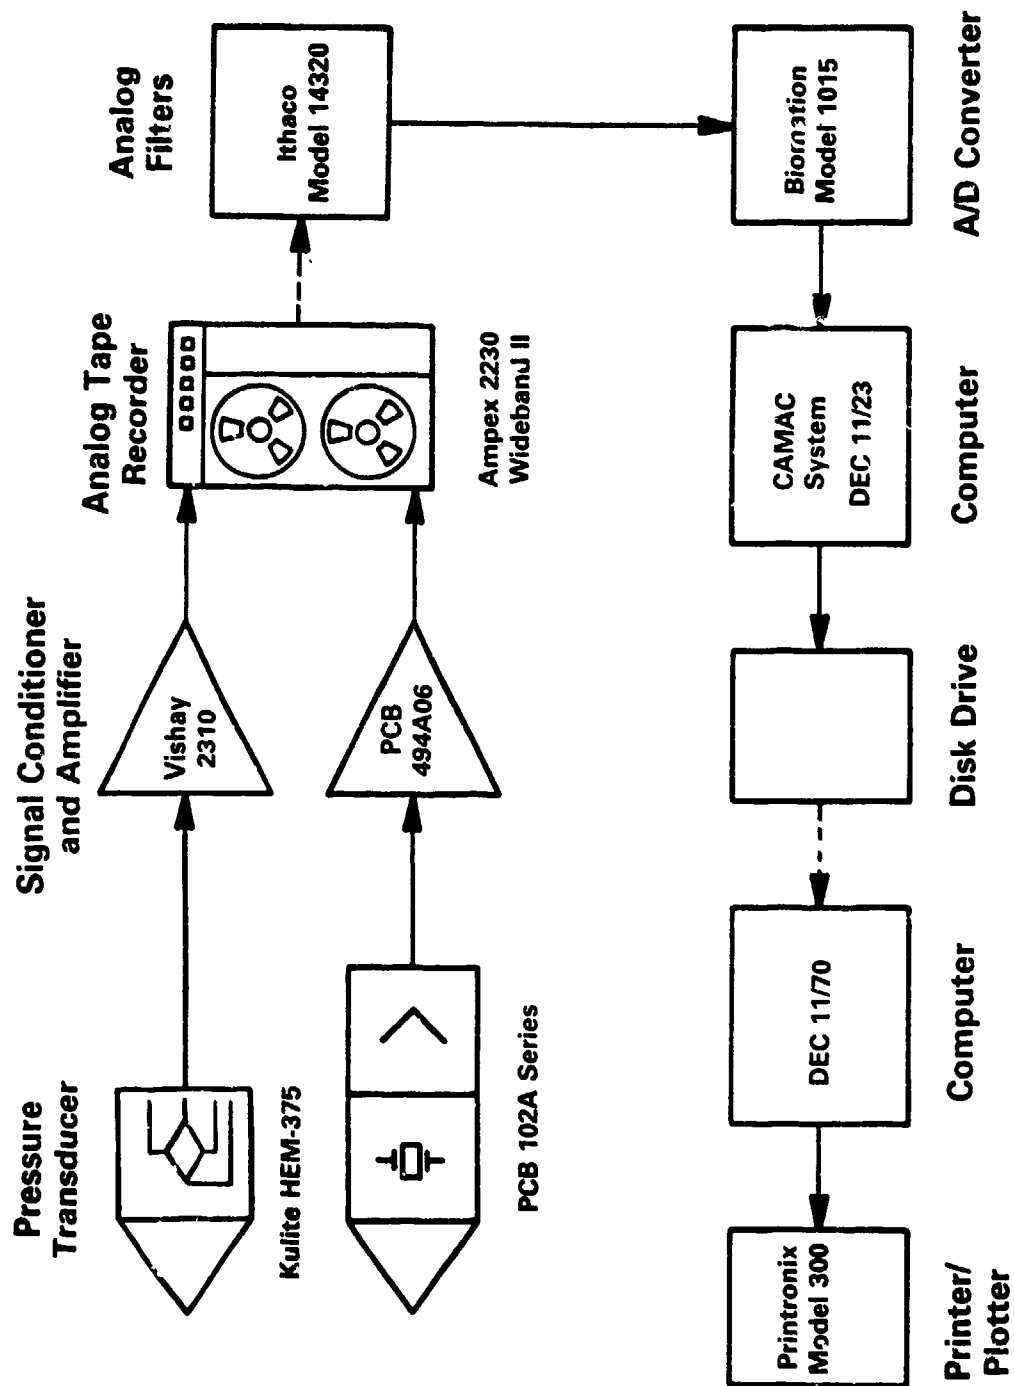 Pressure
Transducer
Signal Conditioner
and Amplifier
Analog Tape
Recorder
Analog
Filters
Vishay
2310
Ithaco
Model 14320
Kulite HEM-375
PCB
494A06
PCB 102A Series
Ampex 2230
Wideband II
Printronix
Model 300
DEC 11/70
CAMAC
System
DEC 11/23
Biomation
Model 1015
Printer/
Plotter
Computer
Disk Drive
Computer
A/D Converter